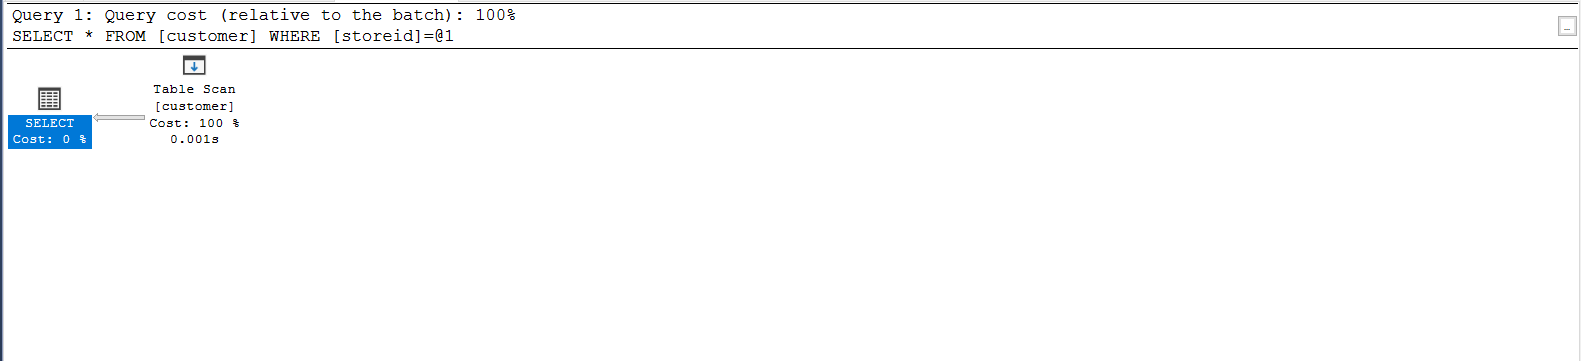 Query 1: Query cost (relative to the batch): 100%
SELECT * FROM [customer] WHERE [storeid]=@1
Table Scan
[customer]
Cost: 100 %
0.001s
SELECT
Cost: 0 %